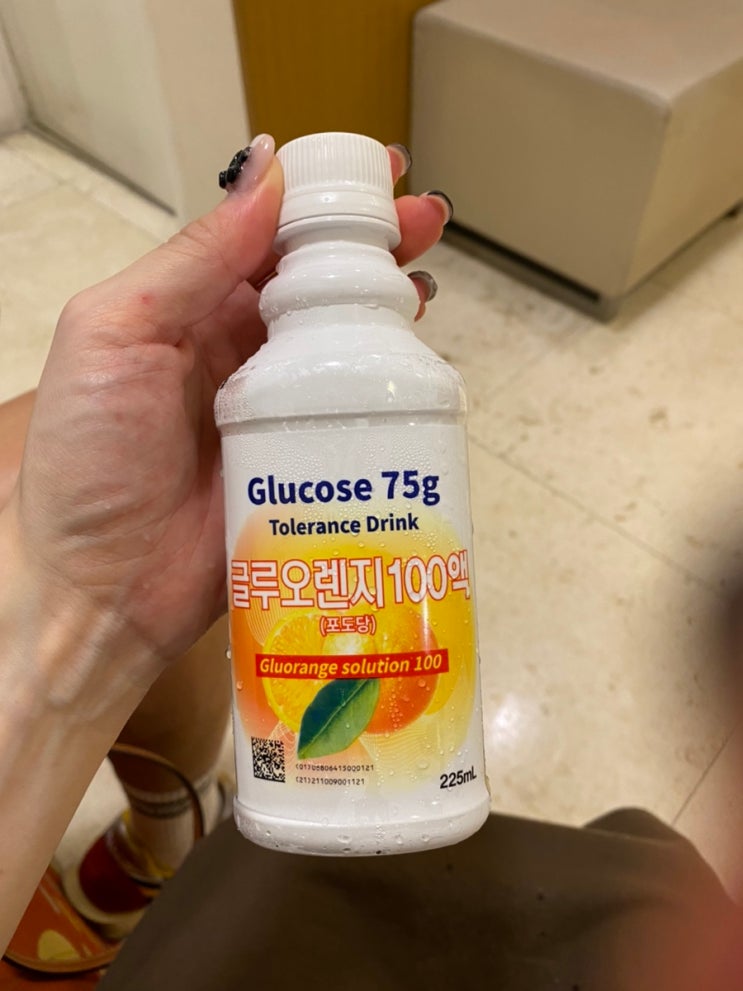 Glucose 75g
Tolerance Drink
글루오렌지100액
(포도당)
Gluorange solution 100
(01)08806415000121
(21)211009001121
225mL